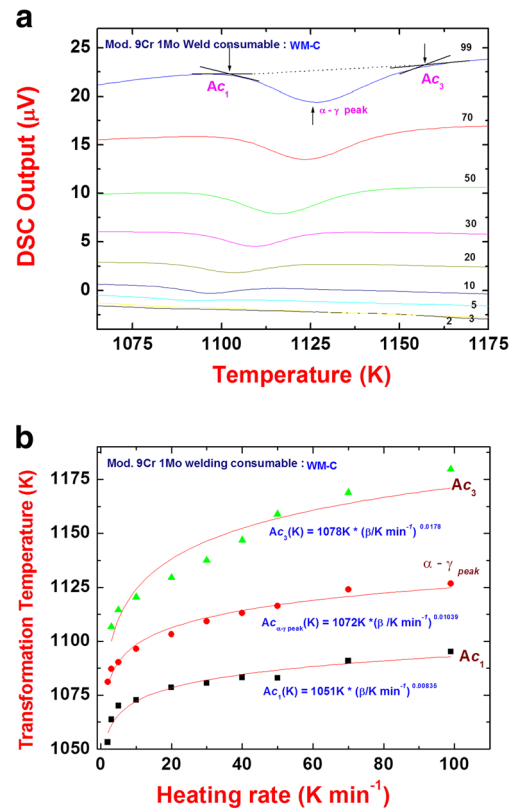 a
Mod. 9Cr 1Mo Weld consumable : WM-C
99
Ac1
Ac3
α - γ peak
70
50
30
20
10
5
2 3
25
20
15
10
5
0
DSC Output (μV)
1075 1100 1125 1150 1175
Temperature (K)
b
Mod. 9Cr 1Mo welding consumable : WM-C
Ac3
Ac3(K) = 1078K * (β/K min⁻¹) 0.0178
α - γ peak
Acα-γ peak(K) = 1072K *(β/K min⁻¹) 0.01039
Ac1
Ac1(K) = 1051K * (β/K min⁻¹) 0.00835
1175
1150
1125
1100
1075
1050
Transformation Temperature (K)
0 20 40 60 80 100
Heating rate (K min⁻¹)